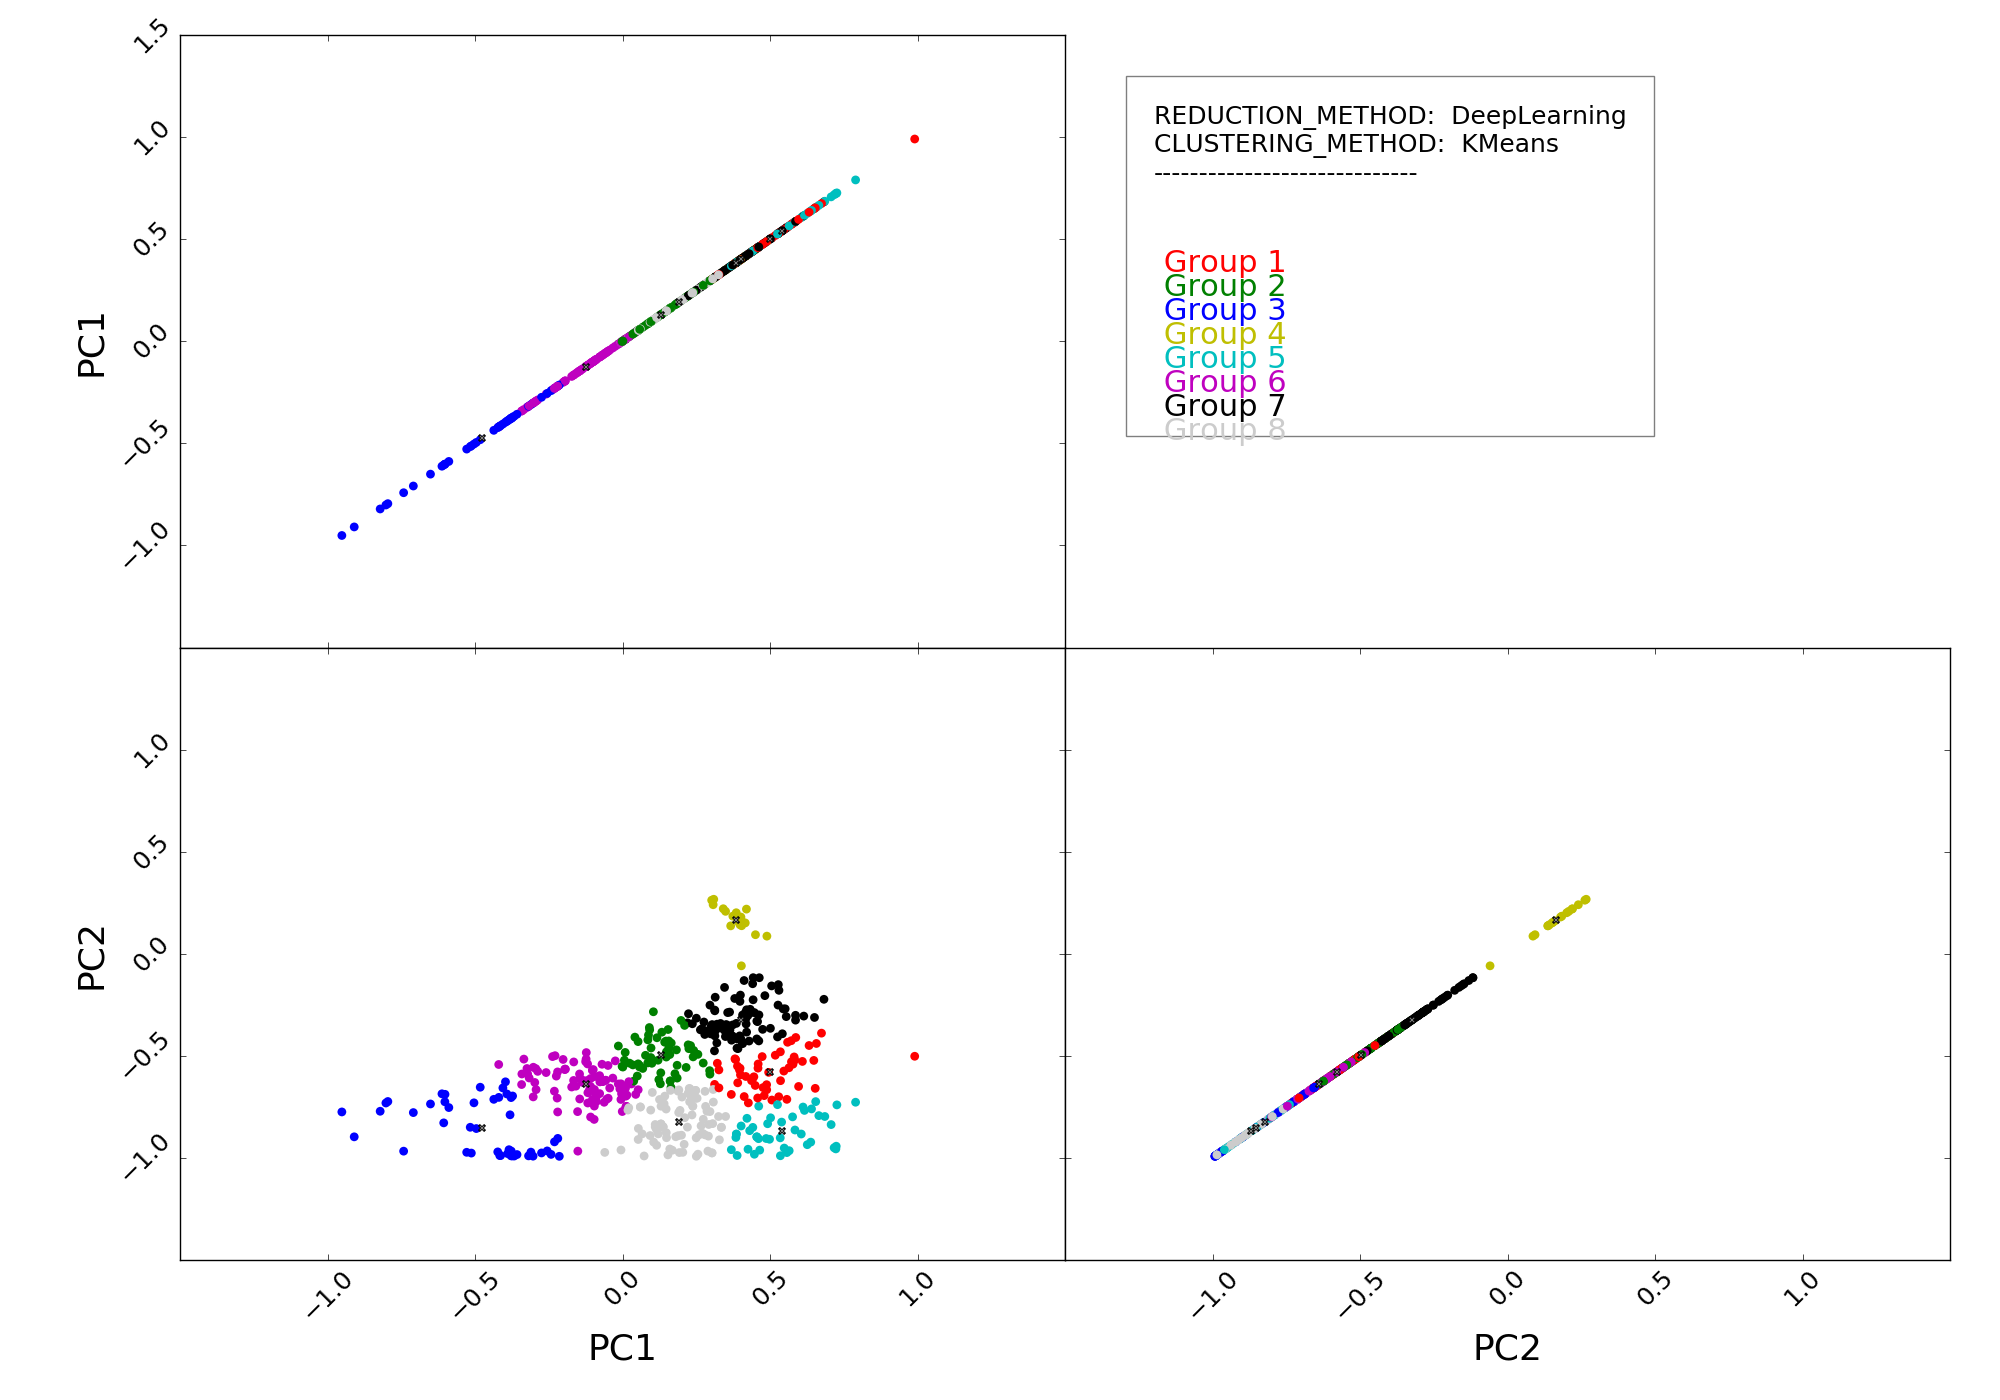 1.5
1.0
0.5
0.0
−0.5
−1.0
PC1
REDUCTION_METHOD:  DeepLearning
CLUSTERING_METHOD:  KMeans
------------------------------
Group 1
Group 2
Group 3
Group 4
Group 5
Group 6
Group 7
Group 8
1.0
0.5
0.0
−0.5
−1.0
PC2
−1.0 −0.5 0.0 0.5 1.0
−1.0 −0.5 0.0 0.5 1.0
PC1
PC2